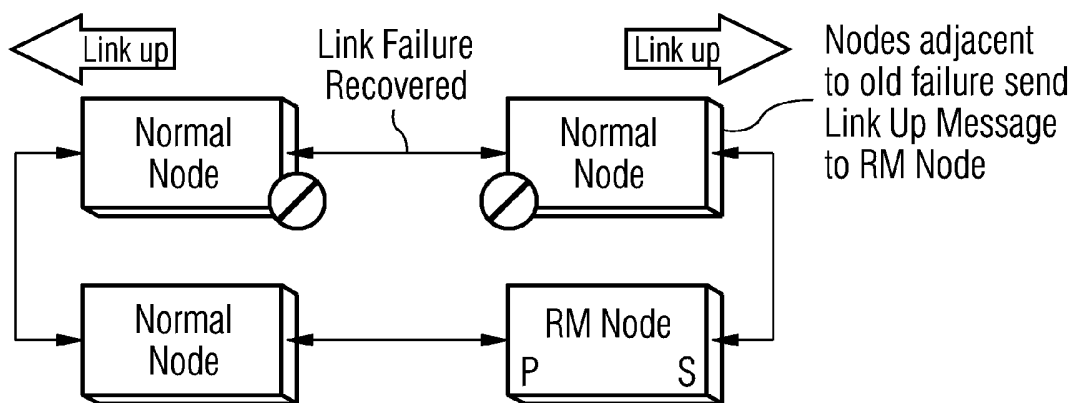 Link up
Link Failure
Recovered
Link up
Nodes adjacent
to old failure send
Link Up Message
to RM Node
Normal
Node
Normal
Node
Normal
Node
RM Node
P S